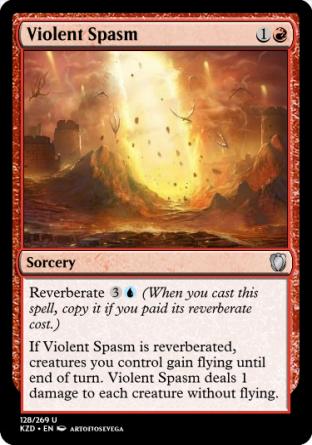 Violent Spasm 1
Sorcery
Reverberate 3 (When you cast this
spell, copy it if you paid its reverberate
cost.)
If Violent Spasm is reverberated,
creatures you control gain flying until
end of turn. Violent Spasm deals 1
damage to each creature without flying.
128/269 U
KZD • EN ARTOFJOSEVEGA